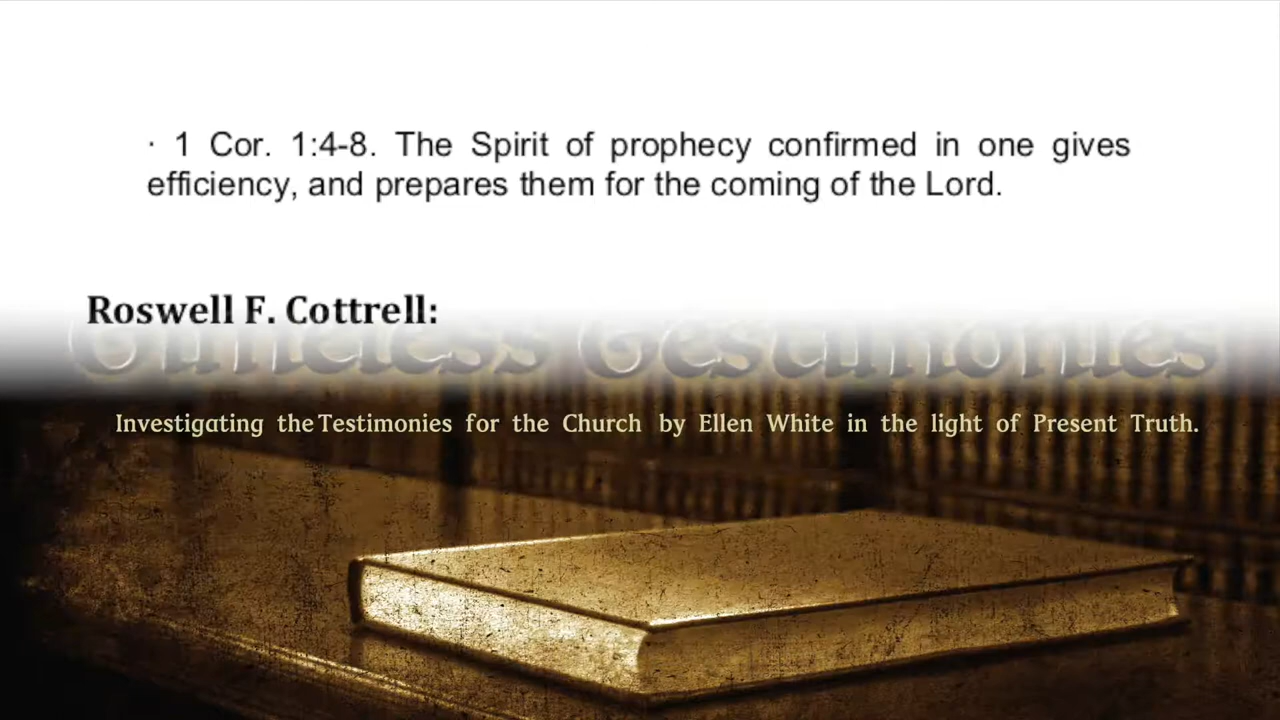 · 1 Cor. 1:4-8. The Spirit of prophecy confirmed in one gives
efficiency, and prepares them for the coming of the Lord.
Roswell F. Cottrell:
Timeless Testimonies
Investigating the Testimonies for the Church by Ellen White in the light of Present Truth.